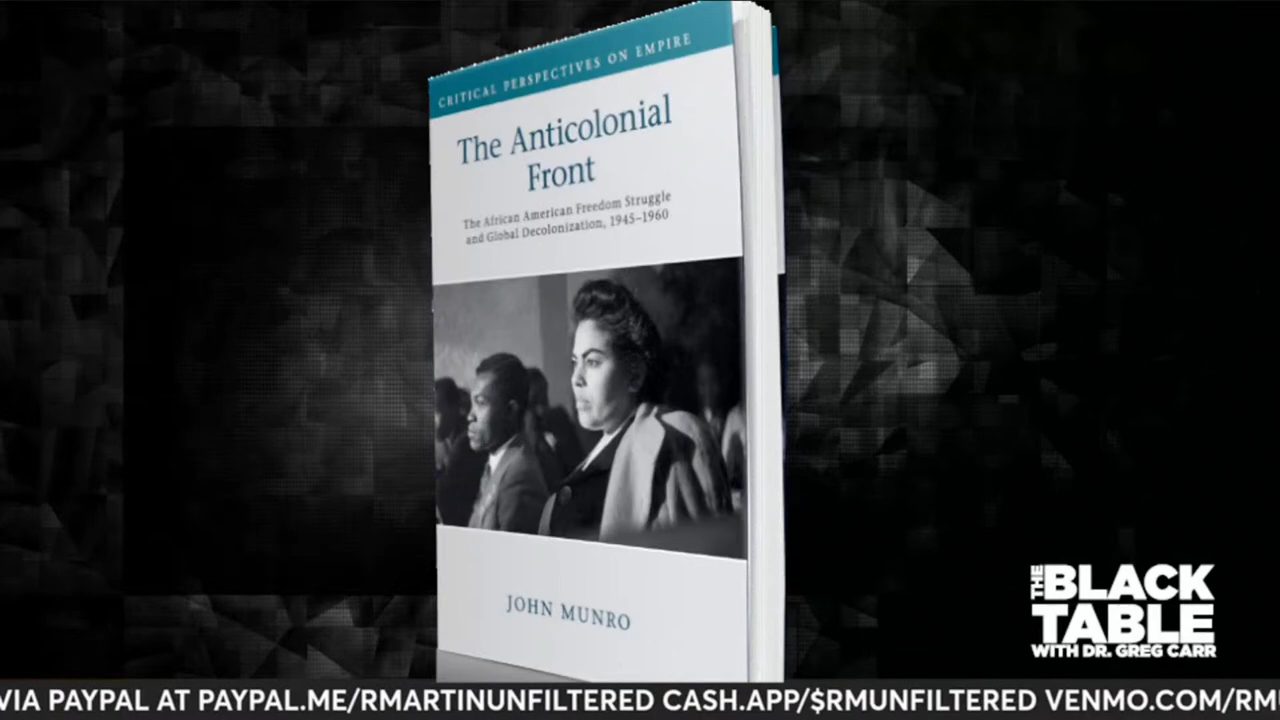 CRITICAL PERSPECTIVES ON EMPIRE
The Anticolonial
Front
The African American Freedom Struggle
and Global Decolonization, 1945–1960
JOHN MUNRO
THE BLACK
TABLE
WITH DR. GREG CARR
VIA PAYPAL AT PAYPAL.ME/RMARTINUNFILTERED CASH.APP/$RMUNFILTERED VENMO.COM/RM